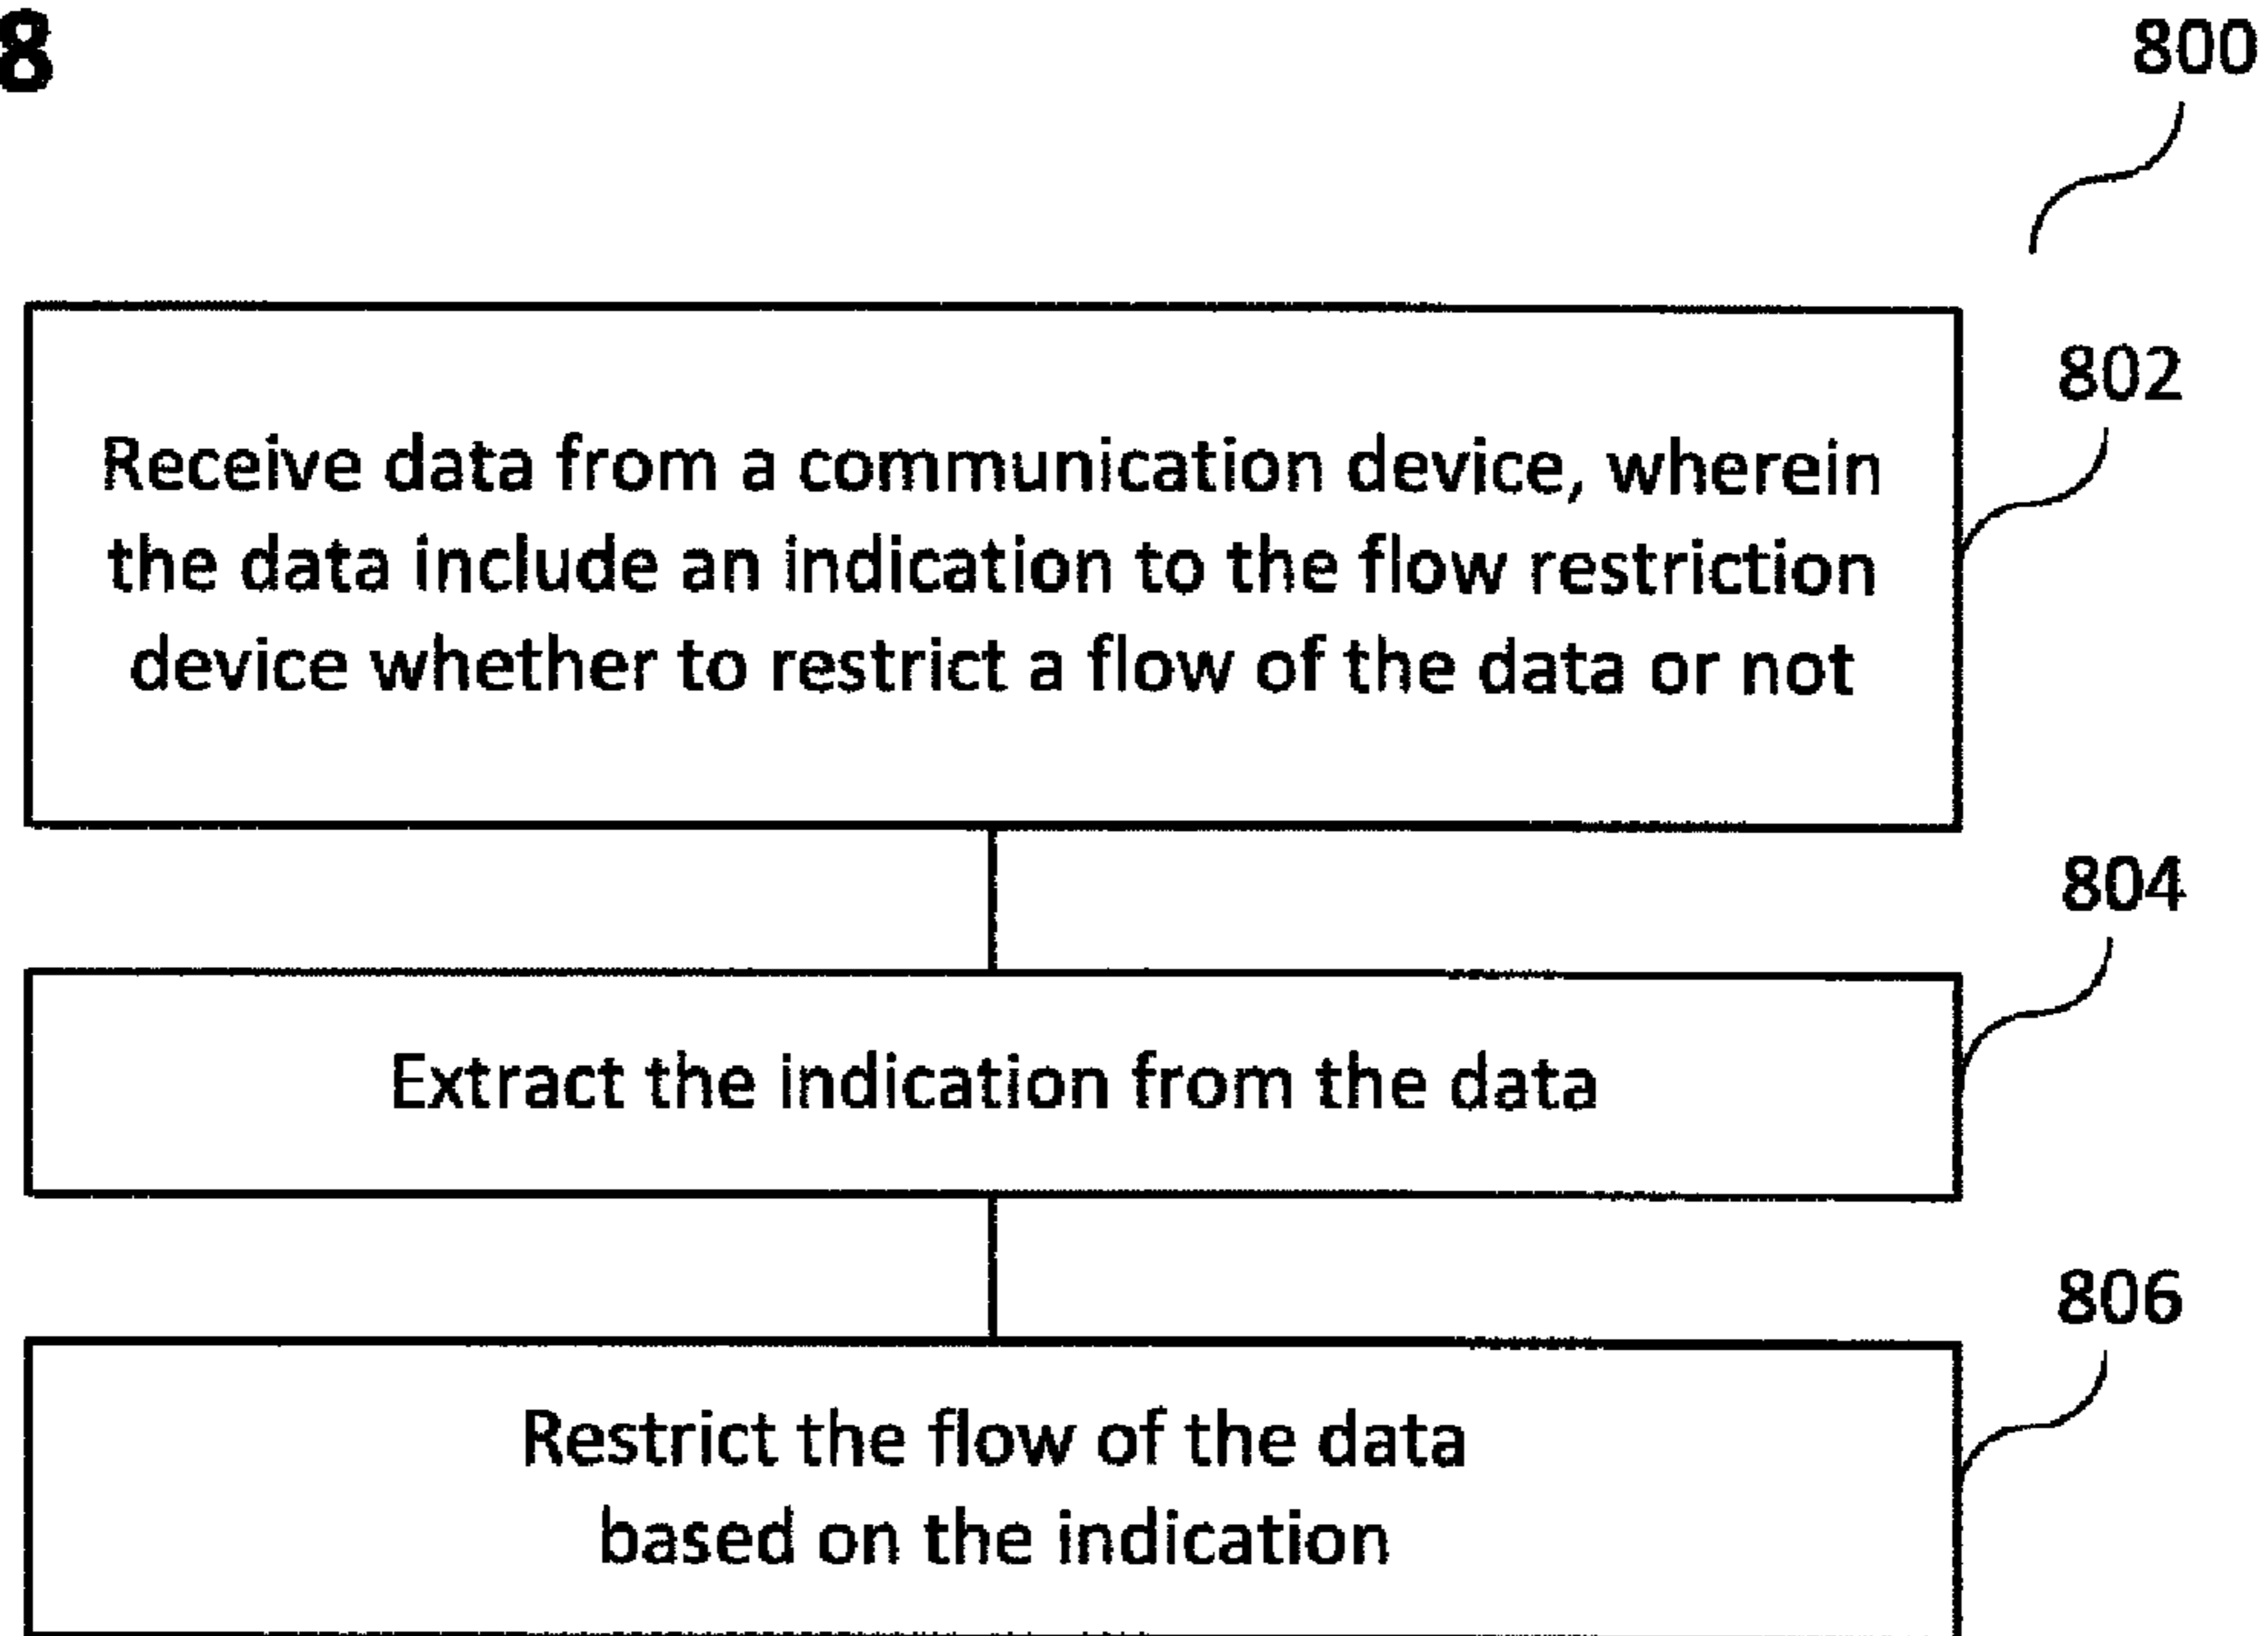 8
800
802
Receive data from a communication device, wherein
the data include an indication to the flow restriction
device whether to restrict a flow of the data or not
804
Extract the indication from the data
806
Restrict the flow of the data
based on the indication